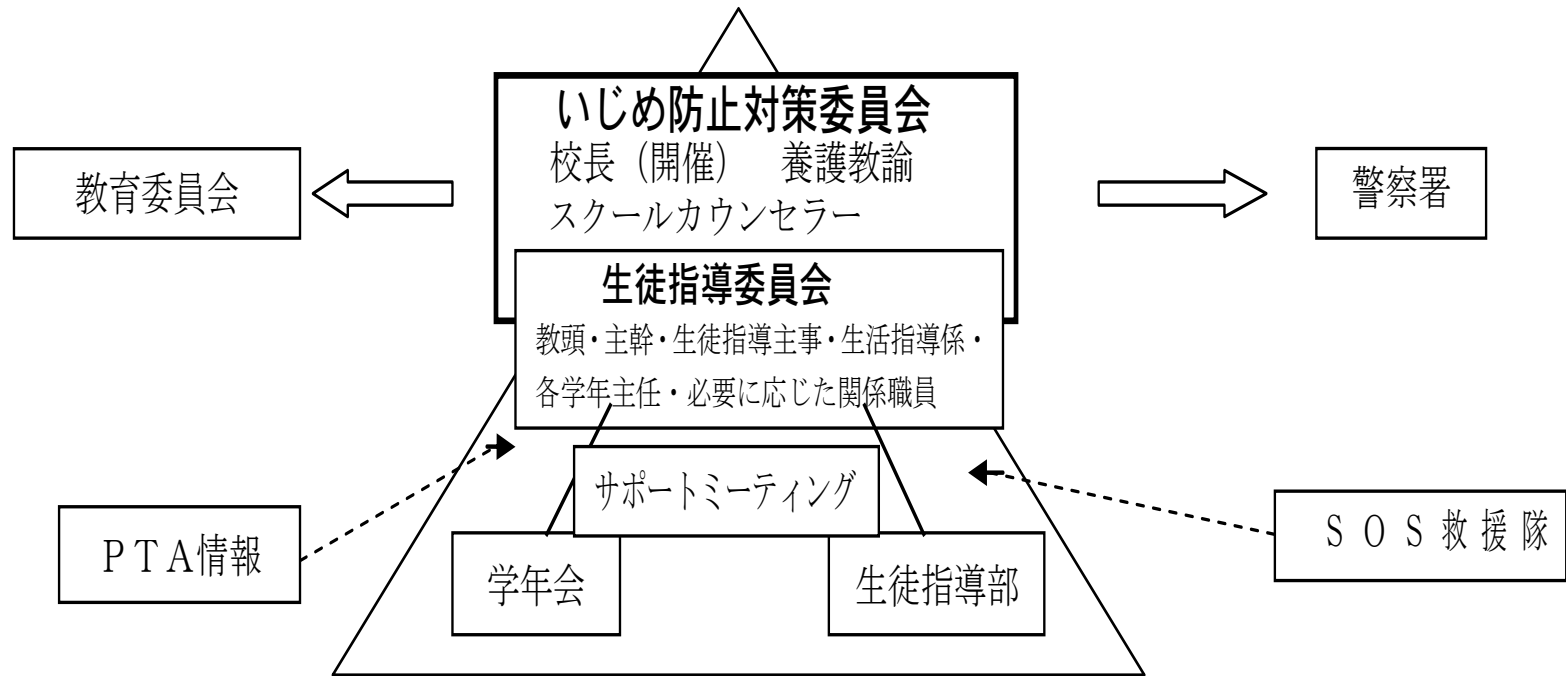 いじめ防止対策委員会
校長（開催）　養護教諭
スクールカウンセラー
教育委員会
警察署
生徒指導委員会
教頭・主幹・生徒指導主事・生活指導係・
各学年主任・必要に応じた関係職員
サポートミーティング
ＰＴＡ情報
ＳＯＳ救援隊
学年会
生徒指導部